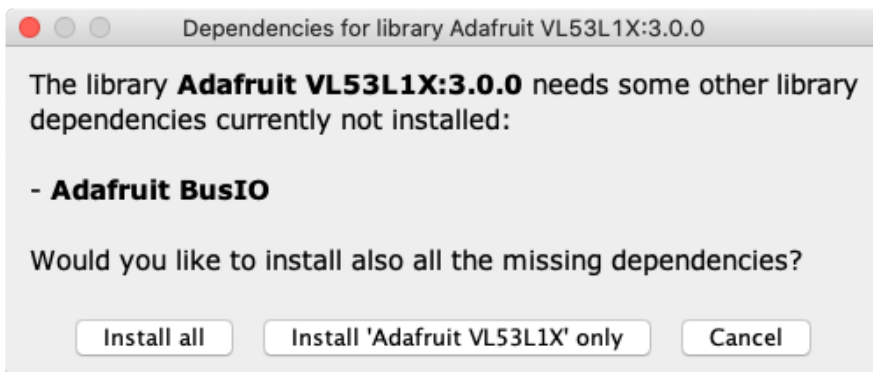 Dependencies for library Adafruit VL53L1X:3.0.0
The library Adafruit VL53L1X:3.0.0 needs some other library
dependencies currently not installed:
- Adafruit BusIO
Would you like to install also all the missing dependencies?
Install all
Install 'Adafruit VL53L1X' only
Cancel